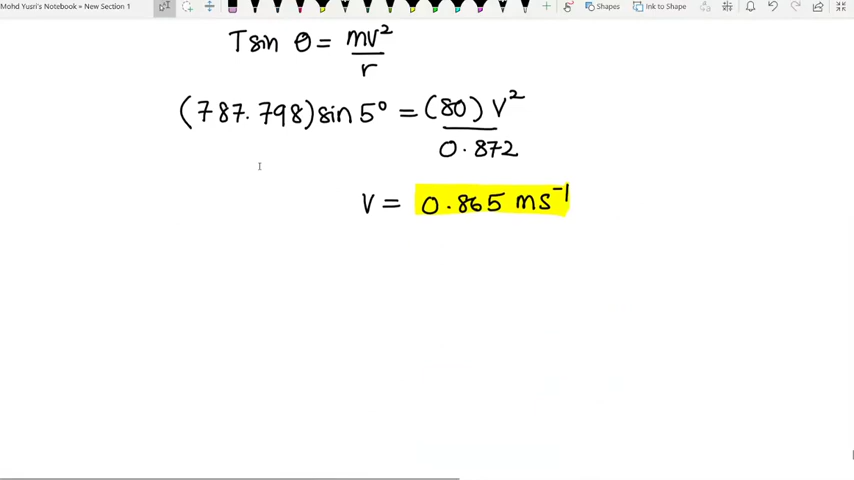 Mohd Yusri's Notebook » New Section 1
Shapes
Ink to Shape
T sin θ = mv²/r
(787.798) sin 5° = (80) V²/0.872
V = 0.865 ms⁻¹